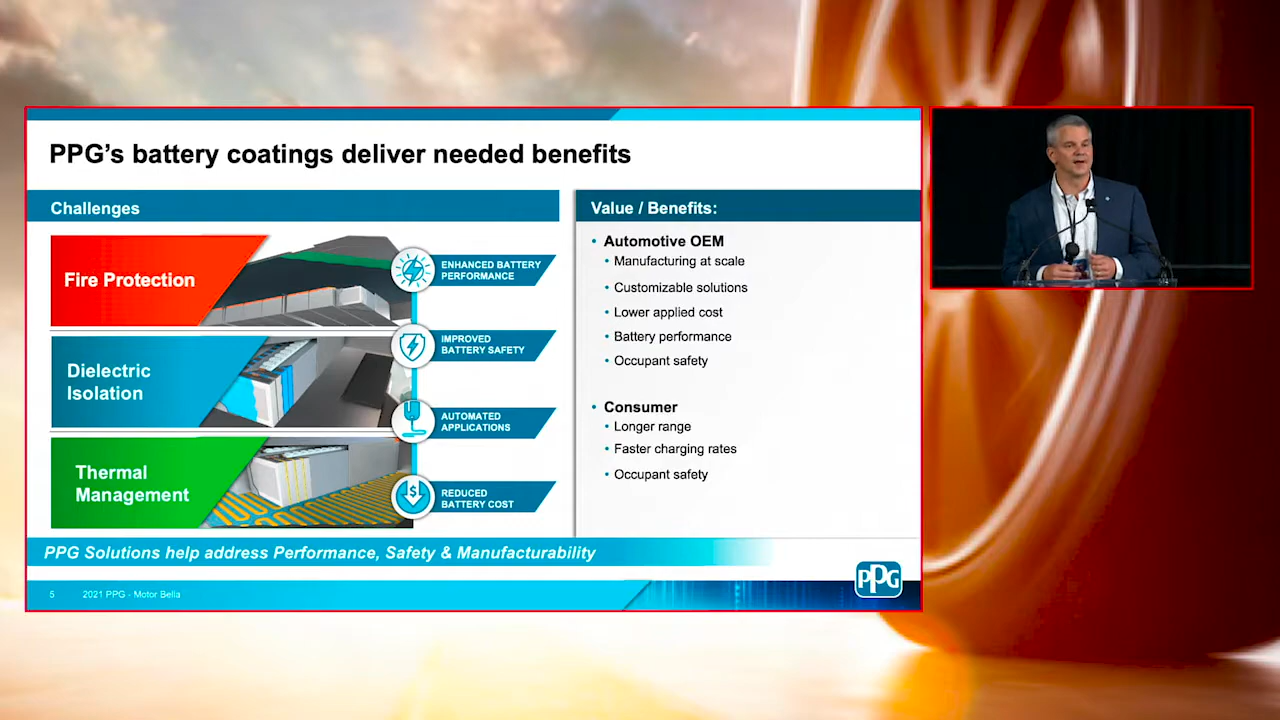 PPG's battery coatings deliver needed benefits
Challenges
Fire Protection
Dielectric
Isolation
Thermal
Management
ENHANCED BATTERY
PERFORMANCE
IMPROVED
BATTERY SAFETY
AUTOMATED
APPLICATIONS
$
REDUCED
BATTERY COST
Value / Benefits:
• Automotive OEM
• Manufacturing at scale
• Customizable solutions
• Lower applied cost
• Battery performance
• Occupant safety
• Consumer
• Longer range
• Faster charging rates
• Occupant safety
PPG Solutions help address Performance, Safety & Manufacturability
5 2021 PPG - Motor Bella
PPG